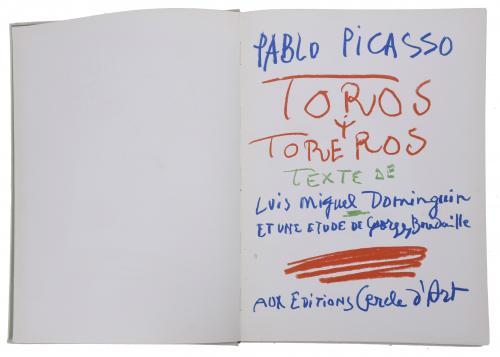 PABLO PiCASSO
TOROS
Y
TOREROS
TEXTE DE
Luis Miguel Dominguin
ET UNE ETUDE DE Georges Boudaille
AUX EDITIONS Cercle d'Art